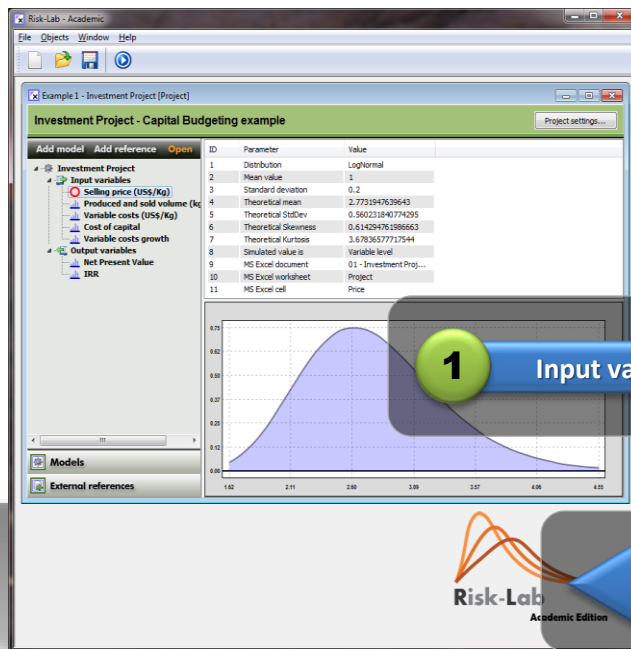 Risk-Lab - Academic
File Objects Window Help
Example 1 - Investment Project [Project]
Investment Project - Capital Budgeting example
Project settings...
Add model Add reference Open
Investment Project
Input variables
Selling price (US$/Kg)
Produced and sold volume (kg
Variable costs (US$/Kg)
Cost of capital
Variable costs growth
Output variables
Net Present Value
IRR
Models
External references
ID Parameter Value
1 Distribution LogNormal
2 Mean value 1
3 Standard deviation 0.2
4 Theoretical mean 2.7731947639643
5 Theoretical StdDev 0.560231840774295
6 Theoretical Skewness 0.614294761986663
7 Theoretical Kurtosis 3.67836577717544
8 Simulated value is Variable level
9 MS Excel document 01 - Investment Proj...
10 MS Excel worksheet Project
11 MS Excel cell Price
0.75
0.62
0.50
0.37
0.25
0.12
0.00
1.62 2.11 2.60 3.09 3.57 4.06 4.55
1 Input va
Risk-Lab
Academic Edition